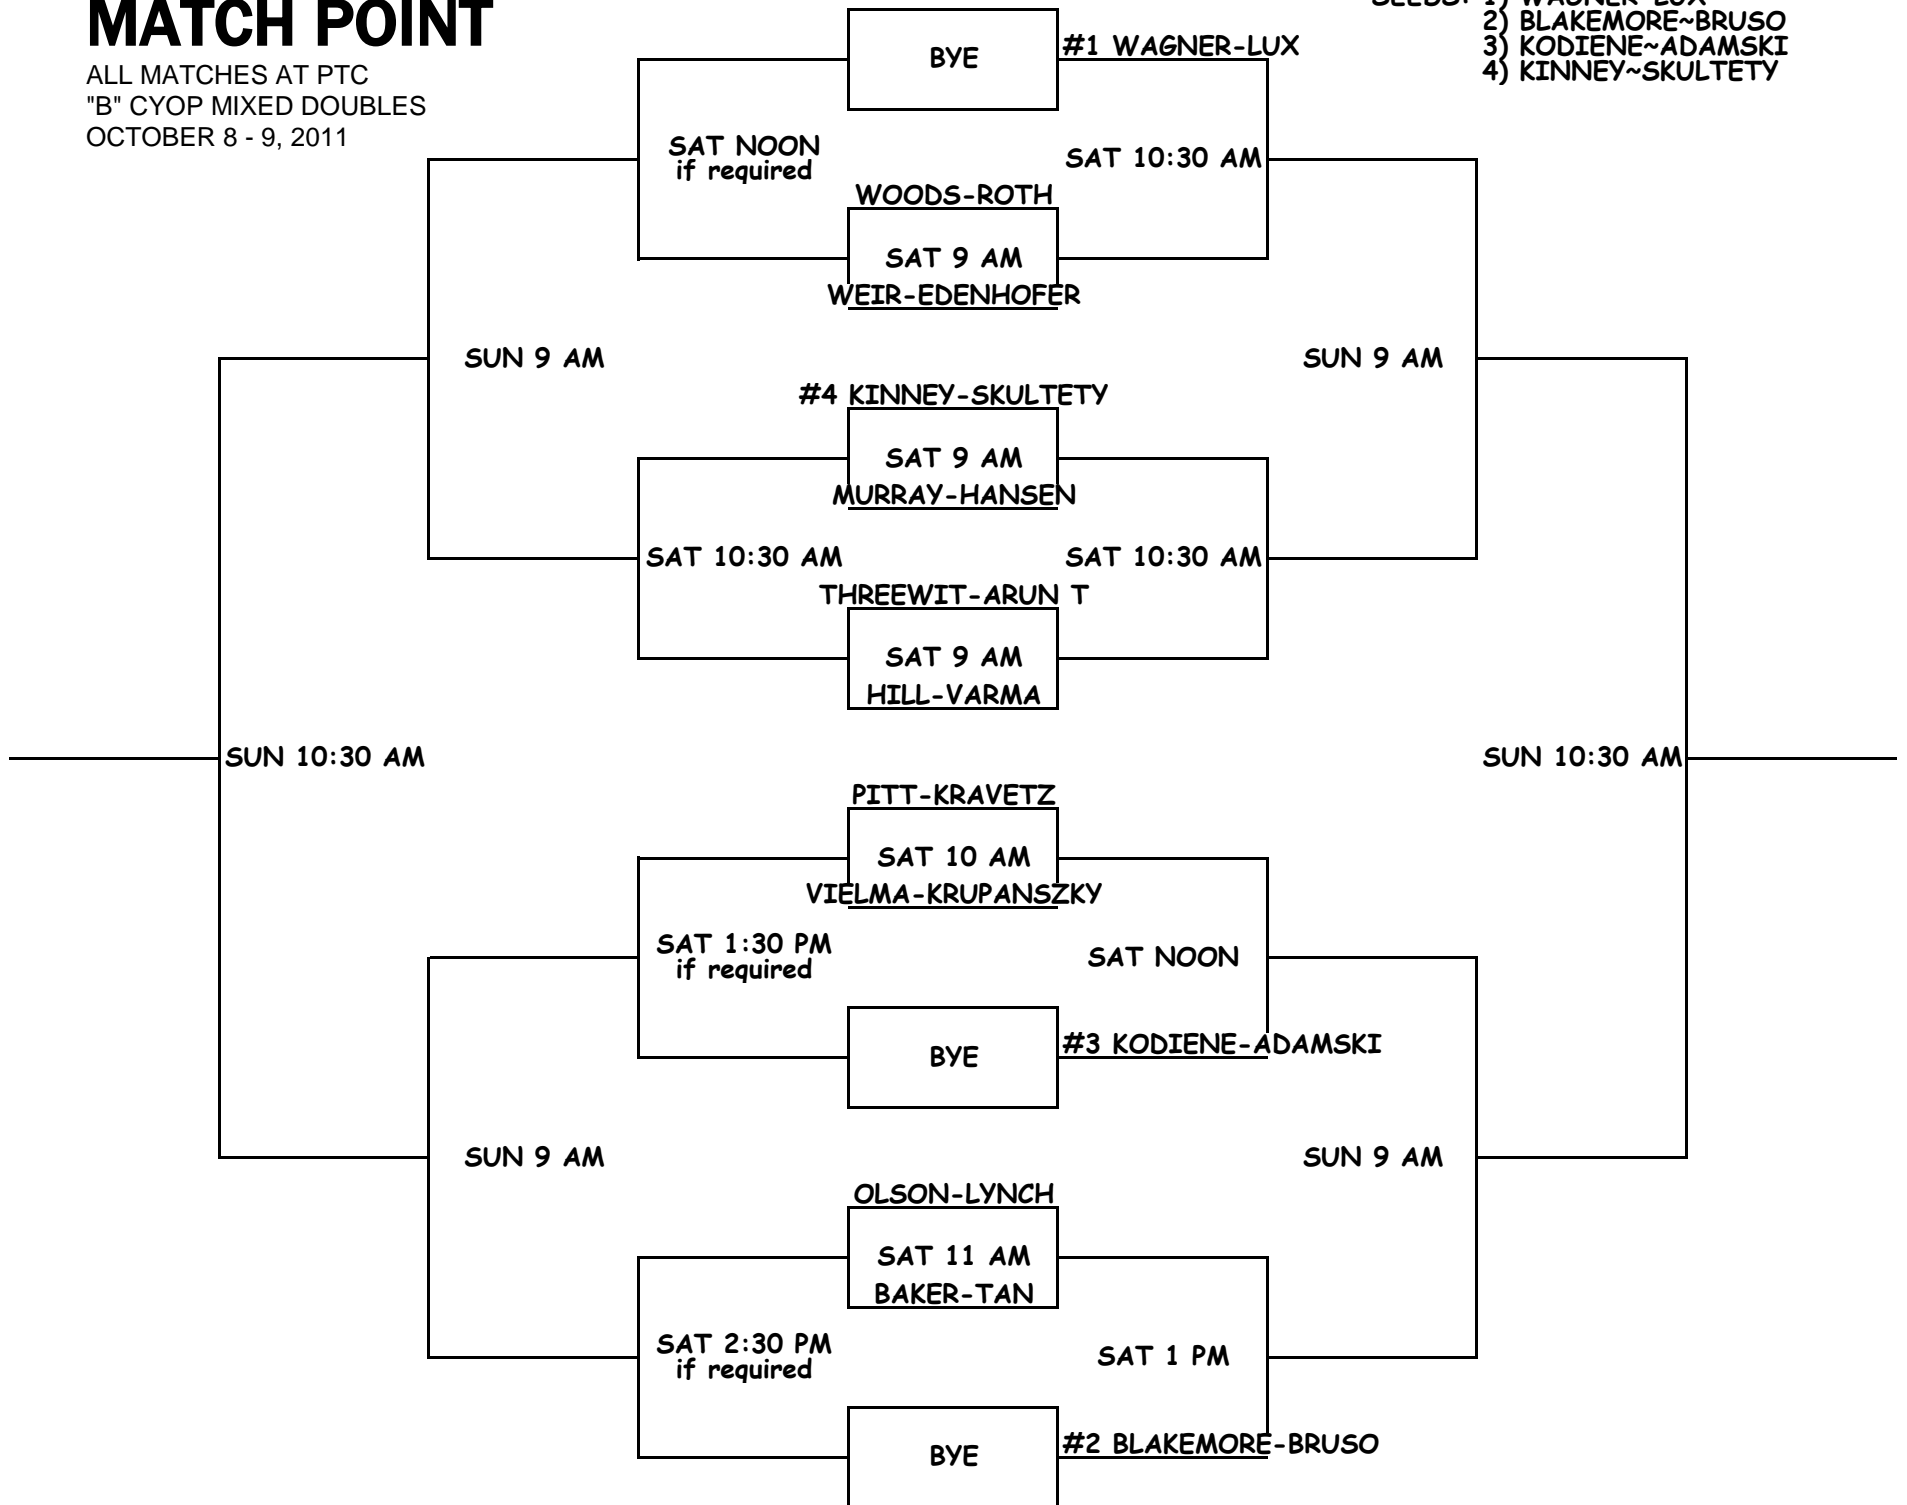 MATCH POINT
ALL MATCHES AT PTC
"B" CYOP MIXED DOUBLES
OCTOBER 8 - 9, 2011
SEEDS: 1) WAGNER~LUX
2) BLAKEMORE~BRUSO
3) KODIENE~ADAMSKI
4) KINNEY~SKULTETY
BYE
#1 WAGNER-LUX
SAT NOON
if required
SAT 10:30 AM
WOODS-ROTH
SAT 9 AM
WEIR-EDENHOFER
SUN 9 AM
SUN 9 AM
#4 KINNEY-SKULTETY
SAT 9 AM
MURRAY-HANSEN
SAT 10:30 AM
SAT 10:30 AM
THREEWIT-ARUN T
SAT 9 AM
HILL-VARMA
SUN 10:30 AM
SUN 10:30 AM
PITT-KRAVETZ
SAT 10 AM
VIELMA-KRUPANSZKY
SAT 1:30 PM
if required
SAT NOON
BYE
#3 KODIENE-ADAMSKI
SUN 9 AM
SUN 9 AM
OLSON-LYNCH
SAT 11 AM
BAKER-TAN
SAT 2:30 PM
if required
SAT 1 PM
BYE
#2 BLAKEMORE-BRUSO